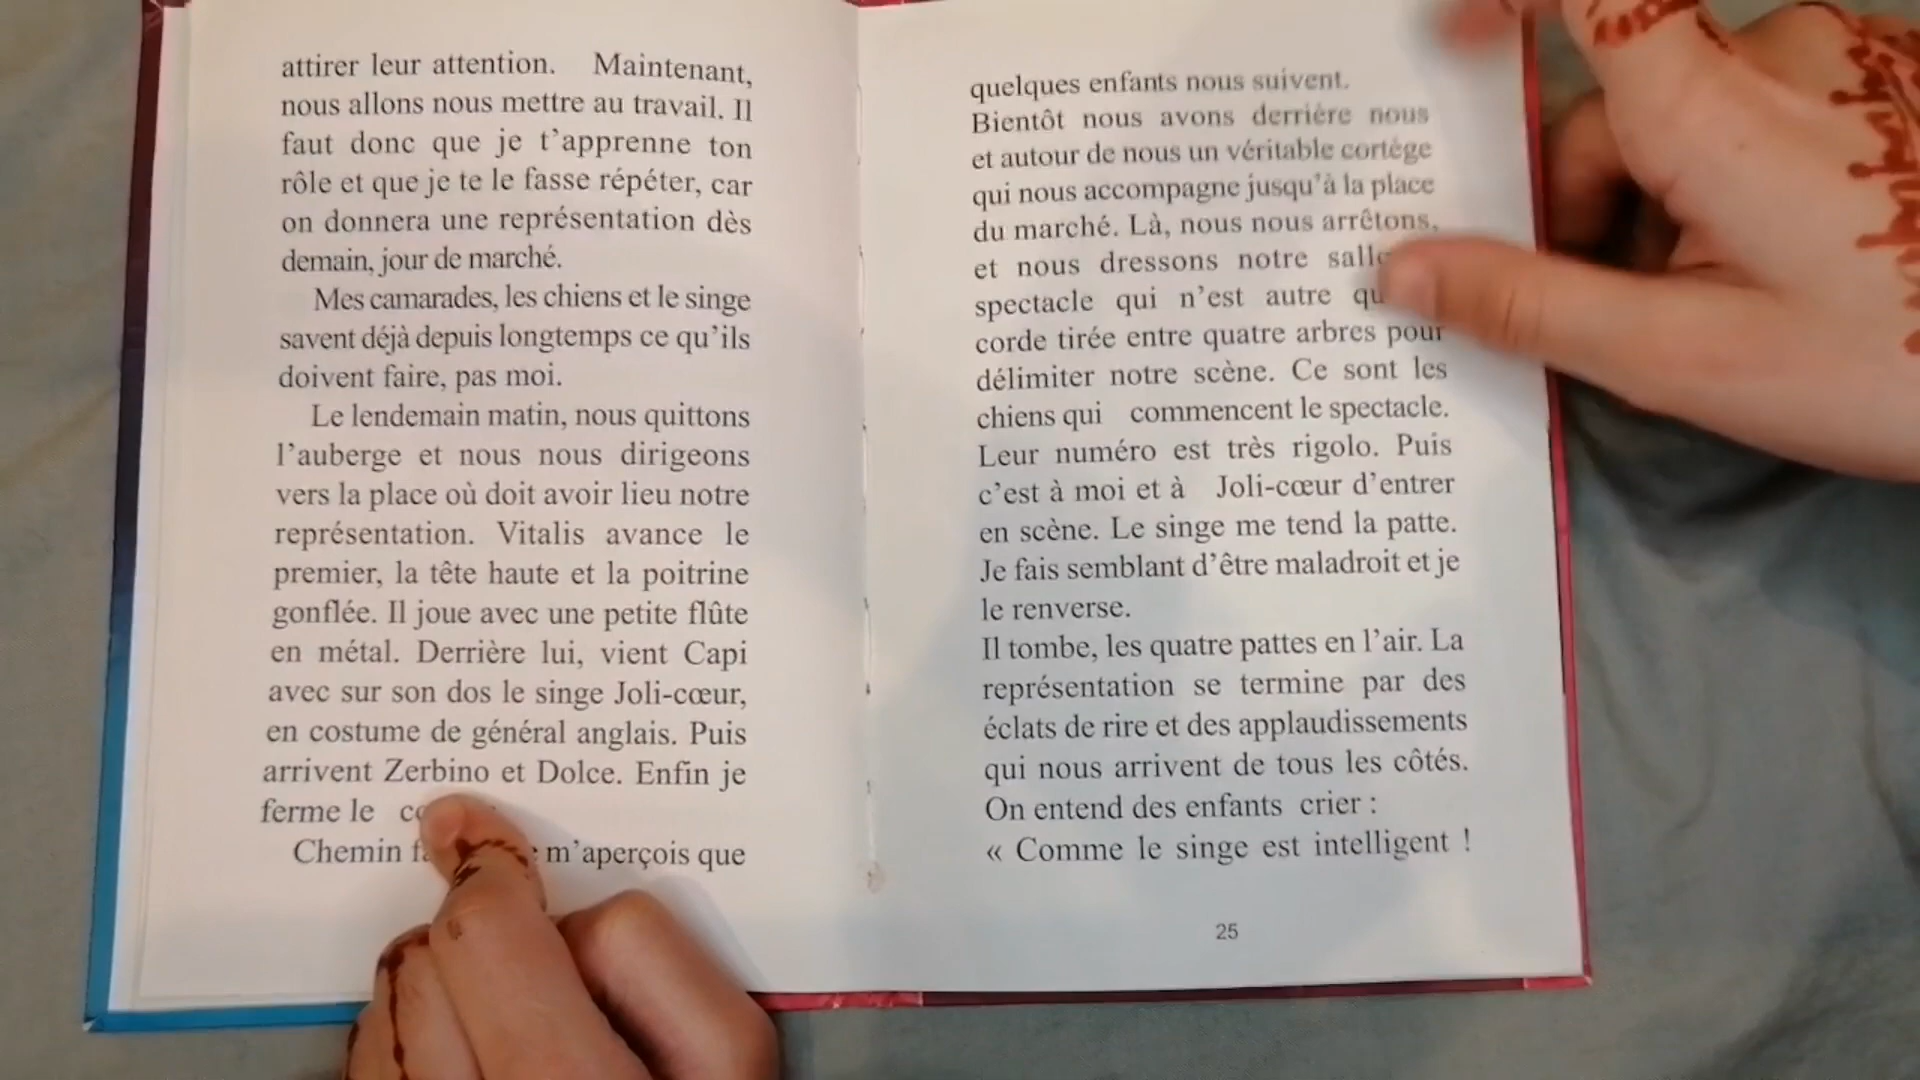 attirer leur attention. Maintenant,
nous allons nous mettre au travail. Il
faut donc que je t'apprenne ton
rôle et que je te le fasse répéter, car
on donnera une représentation dès
demain, jour de marché.
Mes camarades, les chiens et le singe
savent déjà depuis longtemps ce qu'ils
doivent faire, pas moi.
Le lendemain matin, nous quittons
l'auberge et nous nous dirigeons
vers la place où doit avoir lieu notre
représentation. Vitalis avance le
premier, la tête haute et la poitrine
gonflée. Il joue avec une petite flûte
en métal. Derrière lui, vient Capi
avec sur son dos le singe Joli-cœur,
en costume de général anglais. Puis
arrivent Zerbino et Dolce. Enfin je
ferme le
Chemin m'aperçois que
quelques enfants nous suivent.
Bientôt nous avons derrière nous
et autour de nous un véritable cortège
qui nous accompagne jusqu'à la place
du marché. Là, nous nous arrêtons,
et nous dressons notre salle
spectacle qui n'est autre
corde tirée entre quatre arbres pour
délimiter notre scène. Ce sont les
chiens qui commencent le spectacle.
Leur numéro est très rigolo. Puis
c'est à moi et à Joli-cœur d'entrer
en scène. Le singe me tend la patte.
Je fais semblant d'être maladroit et je
le renverse.
Il tombe, les quatre pattes en l'air. La
représentation se termine par des
éclats de rire et des applaudissements
qui nous arrivent de tous les côtés.
On entend des enfants crier :
« Comme le singe est intelligent !
25